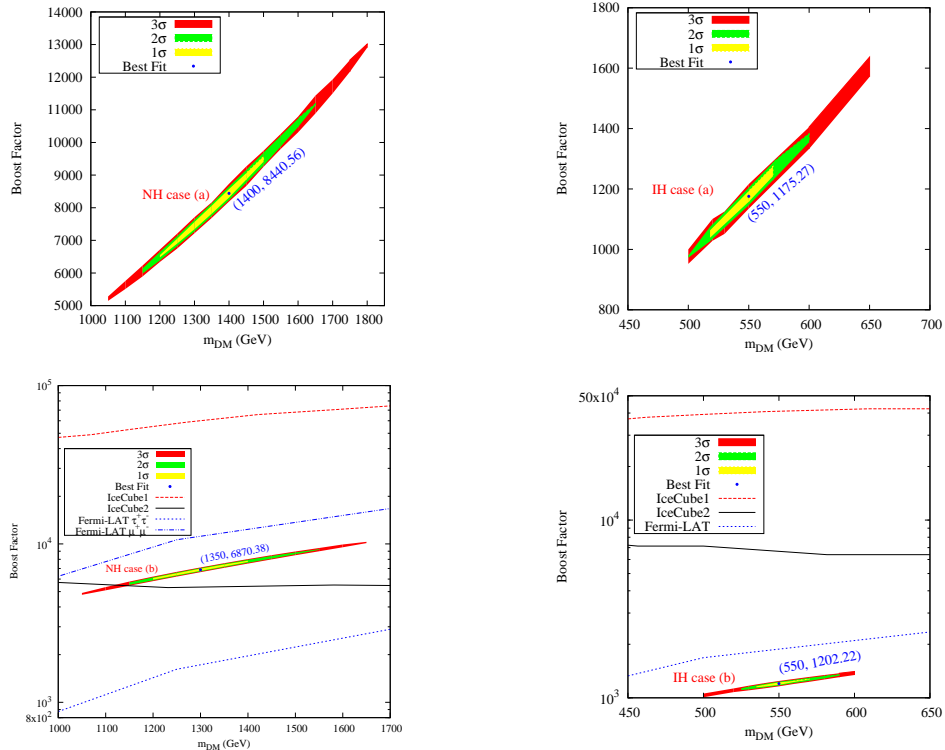 3σ
2σ
1σ
Best Fit
13000
12000
11000
10000
9000
8000
7000
6000
5000
Boost Factor
NH case (a)
(1400, 8440.56)
1000 1100 1200 1300 1400 1500 1600 1700 1800
m_DM (GeV)
3σ
2σ
1σ
Best Fit
1800
1600
1400
1200
1000
800
Boost Factor
IH case (a)
(550, 1175.27)
450 500 550 600 650 700
m_DM (GeV)
10^5
10^4
10^3
8x10^2
Boost Factor
3σ
2σ
1σ
Best Fit
IceCube1
IceCube2
Fermi-LAT τ^+τ^-
Fermi-LAT μ^+μ^-
NH case (b)
(1350, 6870.38)
1000 1100 1200 1300 1400 1500 1600 1700
m_DM (GeV)
50x10^4
10^4
10^3
Boost Factor
3σ
2σ
1σ
Best Fit
IceCube1
IceCube2
Fermi-LAT
IH case (b)
(550, 1202.22)
450 500 550 600 650 700
m_DM (GeV)